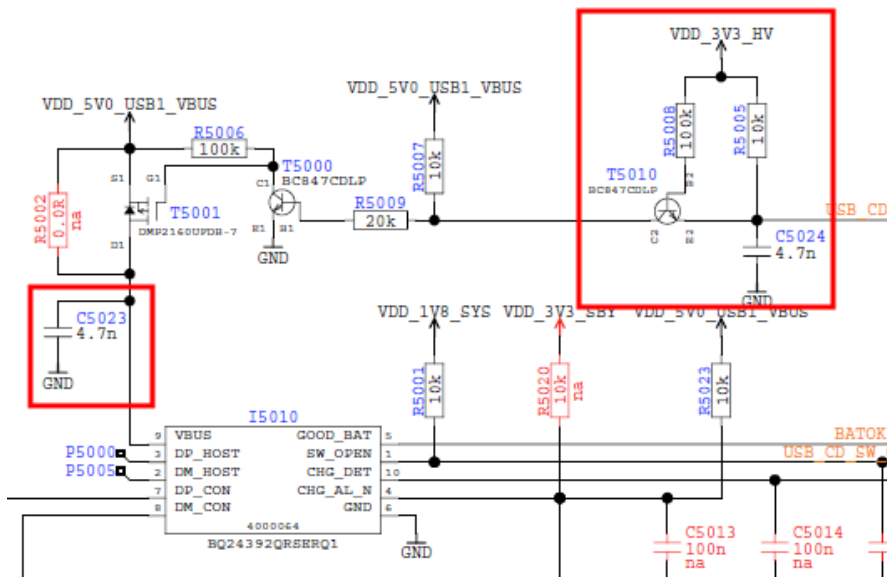 VDD_3V3_HV
VDD_5V0_USB1_VBUS
VDD_5V0_USB1_VBUS
R5006
100k
R5002
0.0R
na
S1
G1
D1
T5001
DMP2160UPDB-7
C1
T5000
BC847CDLP
E1
B1
GND
R5009
20k
R5007
10k
R5008
100k
R5005
10k
T5010
BC847CDLP
B2
C2
E2
USB_CD
C5024
4.7n
GND
C5023
4.7n
GND
VDD_1V8_SYS
VDD_3V3_SBY
VDD_5V0_USB1_VBUS
R5001
10k
R5020
10k
na
R5023
10k
I5010
P5000
P5005
9
VBUS
GOOD_BAT
5
BATOK
3
DP_HOST
SW_OPEN
1
USB_CD_SW_
2
DM_HOST
CHG_DET
10
7
DP_CON
CHG_AL_N
4
8
DM_CON
GND
6
4000064
BQ24392QRSERQ1
GND
C5013
100n
na
C5014
100n
na